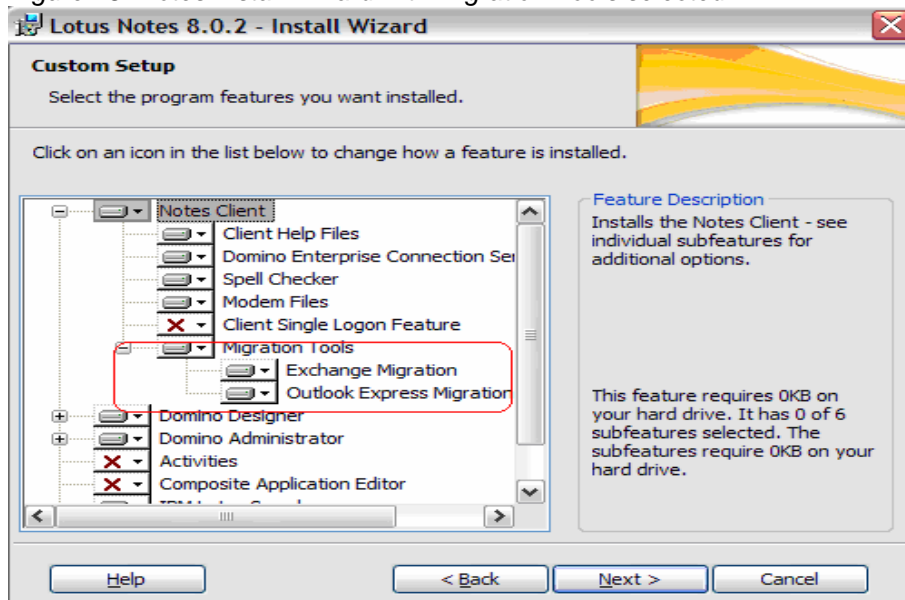 Lotus Notes 8.0.2 - Install Wizard
Custom Setup
Select the program features you want installed.
Click on an icon in the list below to change how a feature is installed.
Notes Client
Client Help Files
Domino Enterprise Connection Ser
Spell Checker
Modem Files
Client Single Logon Feature
Migration Tools
Exchange Migration
Outlook Express Migration
Domino Designer
Domino Administrator
Activities
Composite Application Editor
Feature Description
Installs the Notes Client - see
individual subfeatures for
additional options.
This feature requires 0KB on
your hard drive. It has 0 of 6
subfeatures selected. The
subfeatures require 0KB on your
hard drive.
Help
< Back
Next >
Cancel